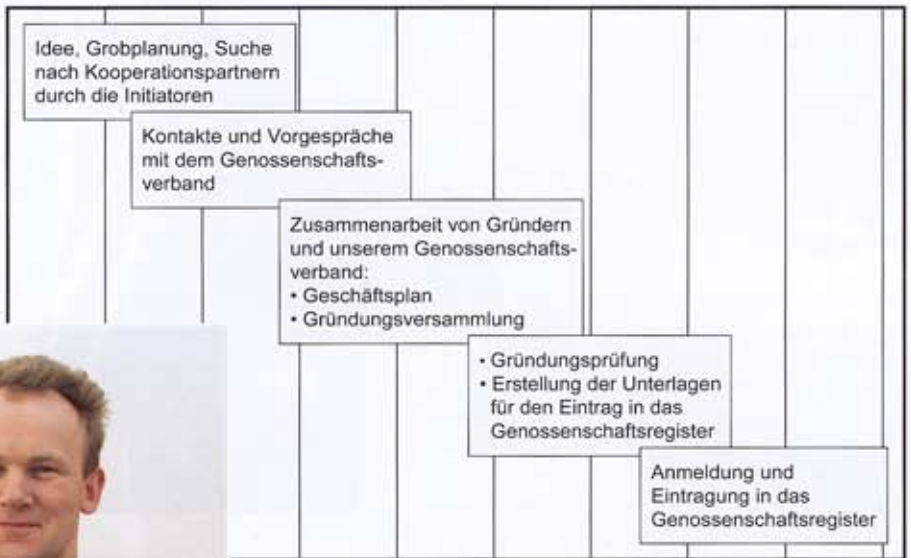 Idee, Grobplanung, Suche
nach Kooperationspartnern
durch die Initiatoren
Kontakte und Vorgespräche
mit dem Genossenschafts-
verband
Zusammenarbeit von Gründern
und unserem Genossenschafts-
verband:
• Geschäftsplan
• Gründungsversammlung
• Gründungsprüfung
• Erstellung der Unterlagen
für den Eintrag in das
Genossenschaftsregister
Anmeldung und
Eintragung in das
Genossenschaftsregister